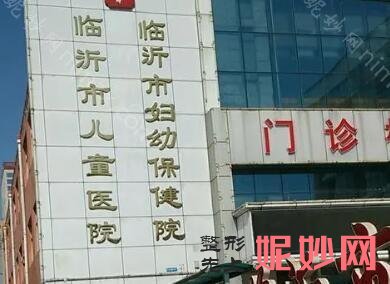 临沂市妇幼保健院
临沂市儿童医院
门诊
整形
妮妙网